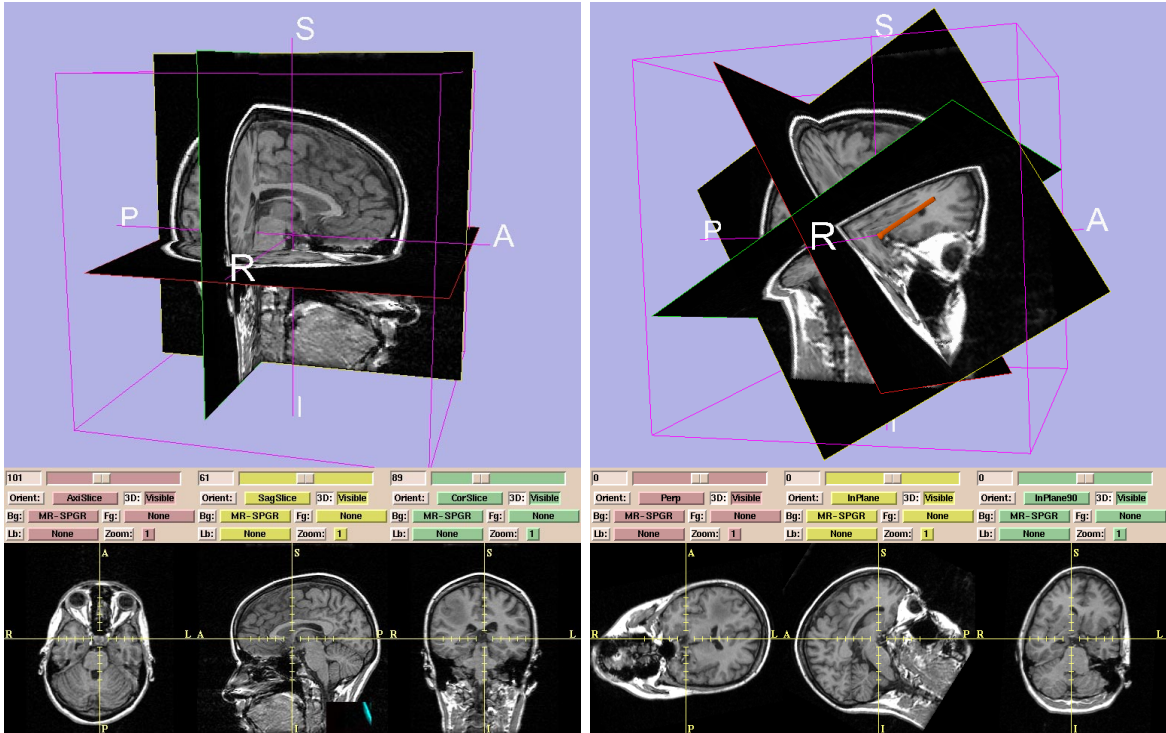 S
P
A
R
I
101 61 89
Orient: AxiSlice 3D: Visible Orient: SagSlice 3D: Visible Orient: CorSlice 3D: Visible
Bg: MR-SPGR Fg: None Bg: MR-SPGR Fg: None Bg: MR-SPGR Fg: None
Lb: None Zoom: 1 Lb: None Zoom: 1 Lb: None Zoom: 1
A S S
R L A P R L
P I I
S
P
A
R
I
0 0 0
Orient: Perp 3D: Visible Orient: InPlane 3D: Visible Orient: InPlane90 3D: Visible
Bg: MR-SPGR Fg: None Bg: MR-SPGR Fg: None Bg: MR-SPGR Fg: None
Lb: None Zoom: 1 Lb: None Zoom: 1 Lb: None Zoom: 1
A S S
R L A P R L
P I I